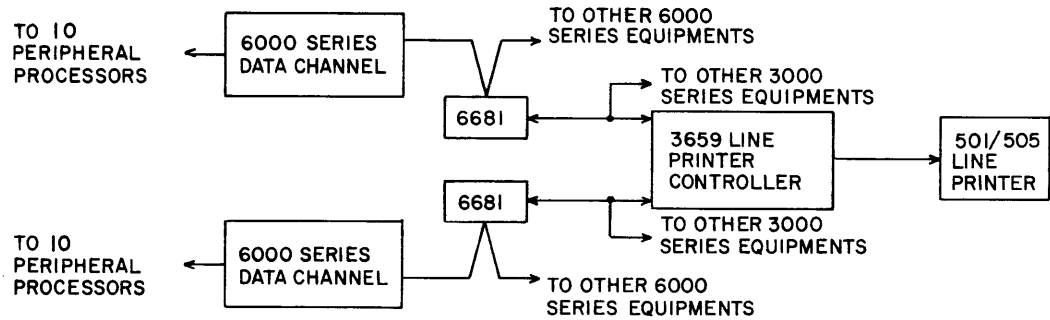 TO 10
PERIPHERAL
PROCESSORS
6000 SERIES
DATA CHANNEL
TO OTHER 6000
SERIES EQUIPMENTS
6681
TO OTHER 3000
SERIES EQUIPMENTS
3659 LINE
PRINTER
CONTROLLER
501/505
LINE
PRINTER
6681
TO OTHER 3000
SERIES EQUIPMENTS
TO 10
PERIPHERAL
PROCESSORS
6000 SERIES
DATA CHANNEL
TO OTHER 6000
SERIES EQUIPMENTS